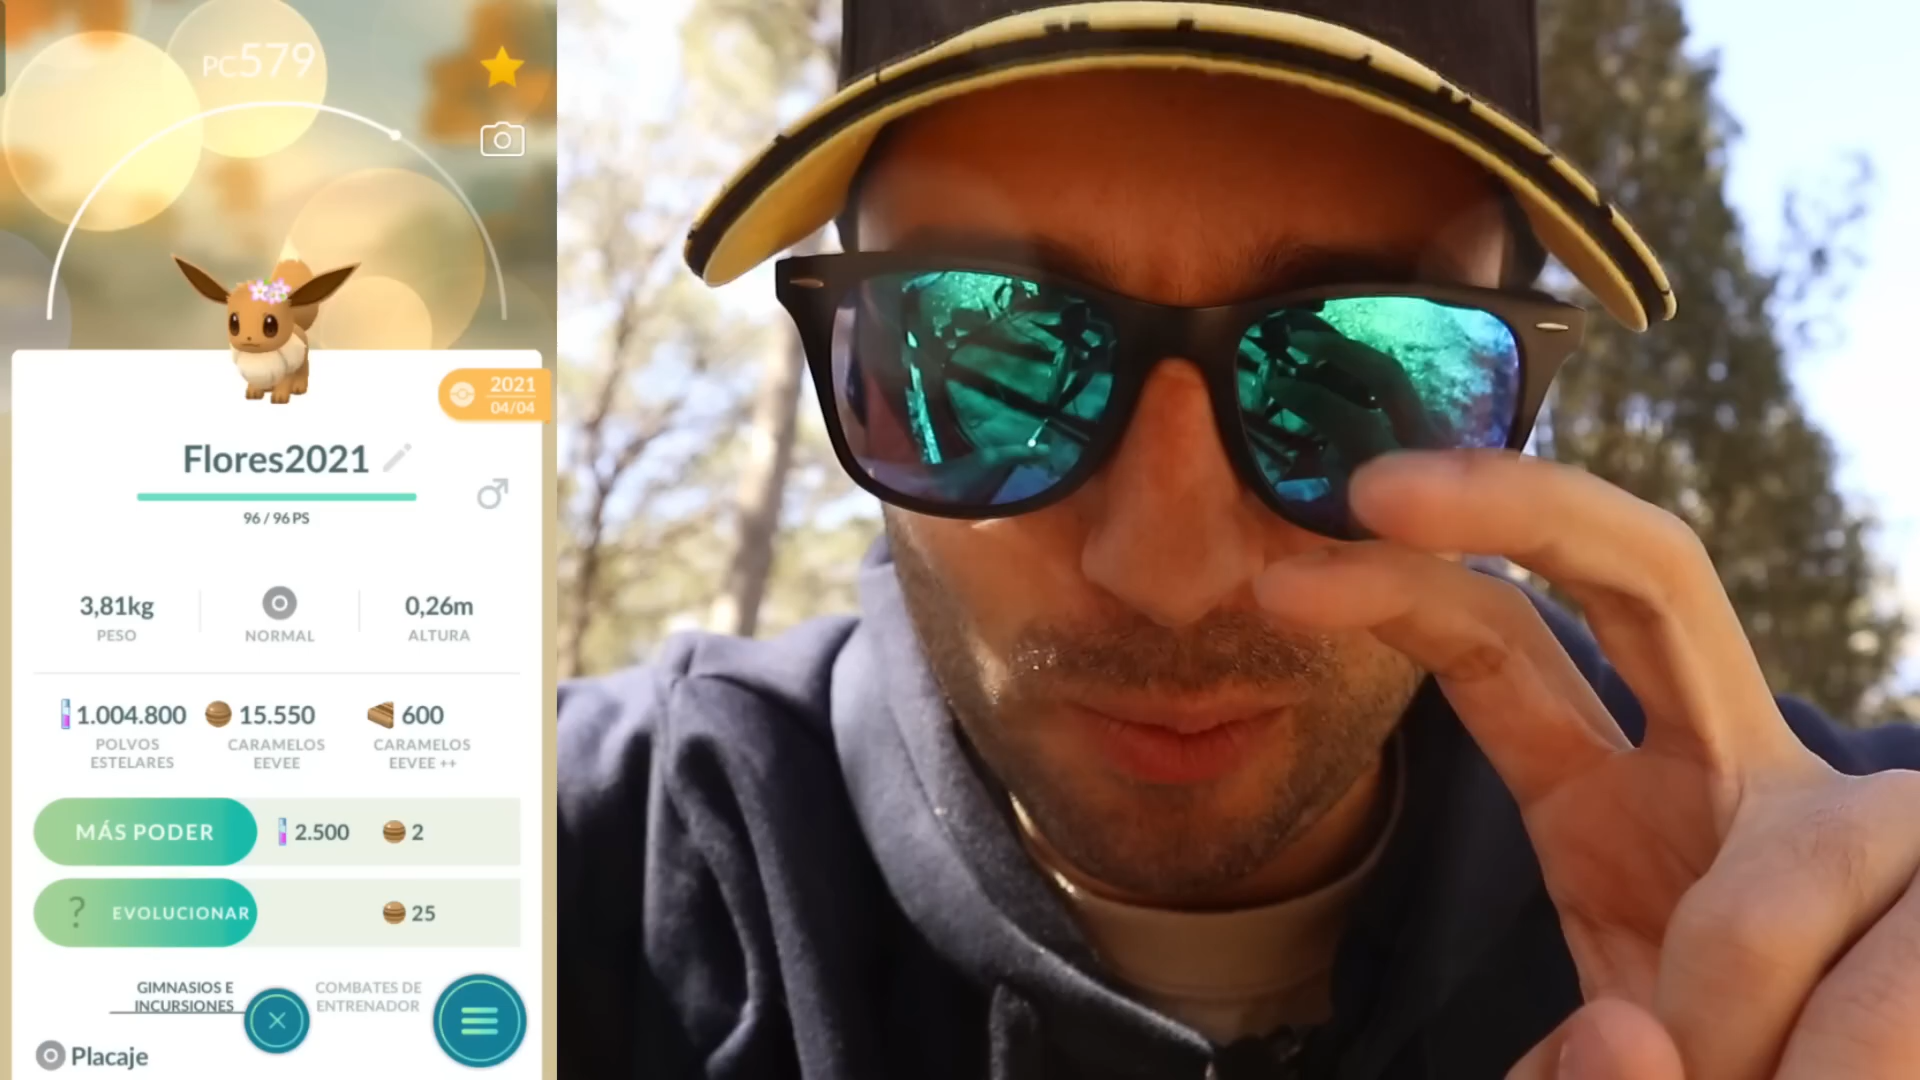 PC579
2021
04/04
Flores2021
96 / 96 PS
3,81kg
PESO
NORMAL
0,26m
ALTURA
1.004.800
POLVOS
ESTELARES
15.550
CARAMELOS
EEVEE
600
CARAMELOS
EEVEE ++
MÁS PODER
2.500
2
? EVOLUCIONAR
25
GIMNASIOS E
INCURSIONES
COMBATES DE
ENTRENADOR
Placaje